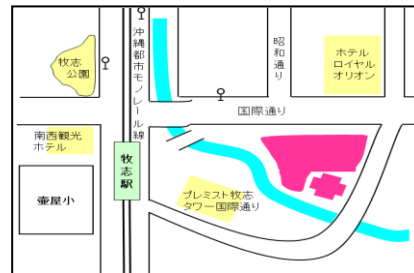 牧志
公園
沖縄都市モノレール線
昭和通り
ホテル
ロイヤル
オリオン
国際通り
南西観光
ホテル
牧志駅
壺屋小
プレミスト牧志
タワー国際通り